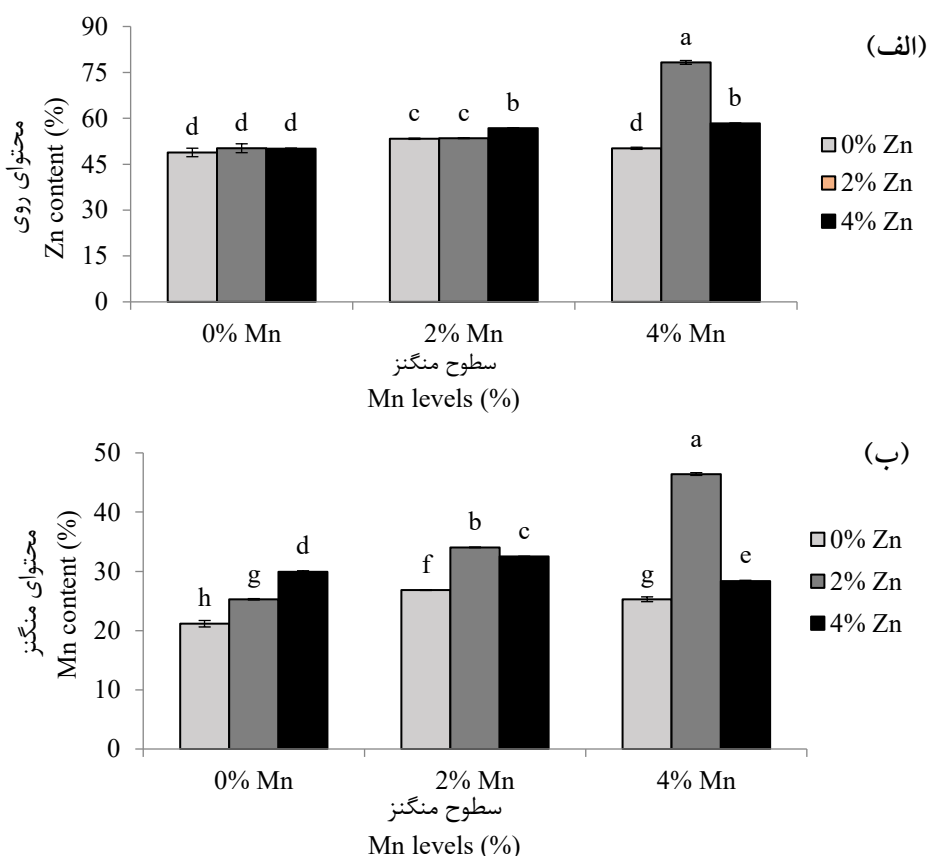 (الف)
محتوای روی
Zn content (%)
90
75
60
45
30
15
0
d d d c c b d a b
0% Mn 2% Mn 4% Mn
سطوح منگنز
Mn levels (%)
0% Zn
2% Zn
4% Zn
(ب)
محتوای منگنز
Mn content (%)
50
40
30
20
10
0
h g d f b c g a e
0% Mn 2% Mn 4% Mn
سطوح منگنز
Mn levels (%)
0% Zn
2% Zn
4% Zn